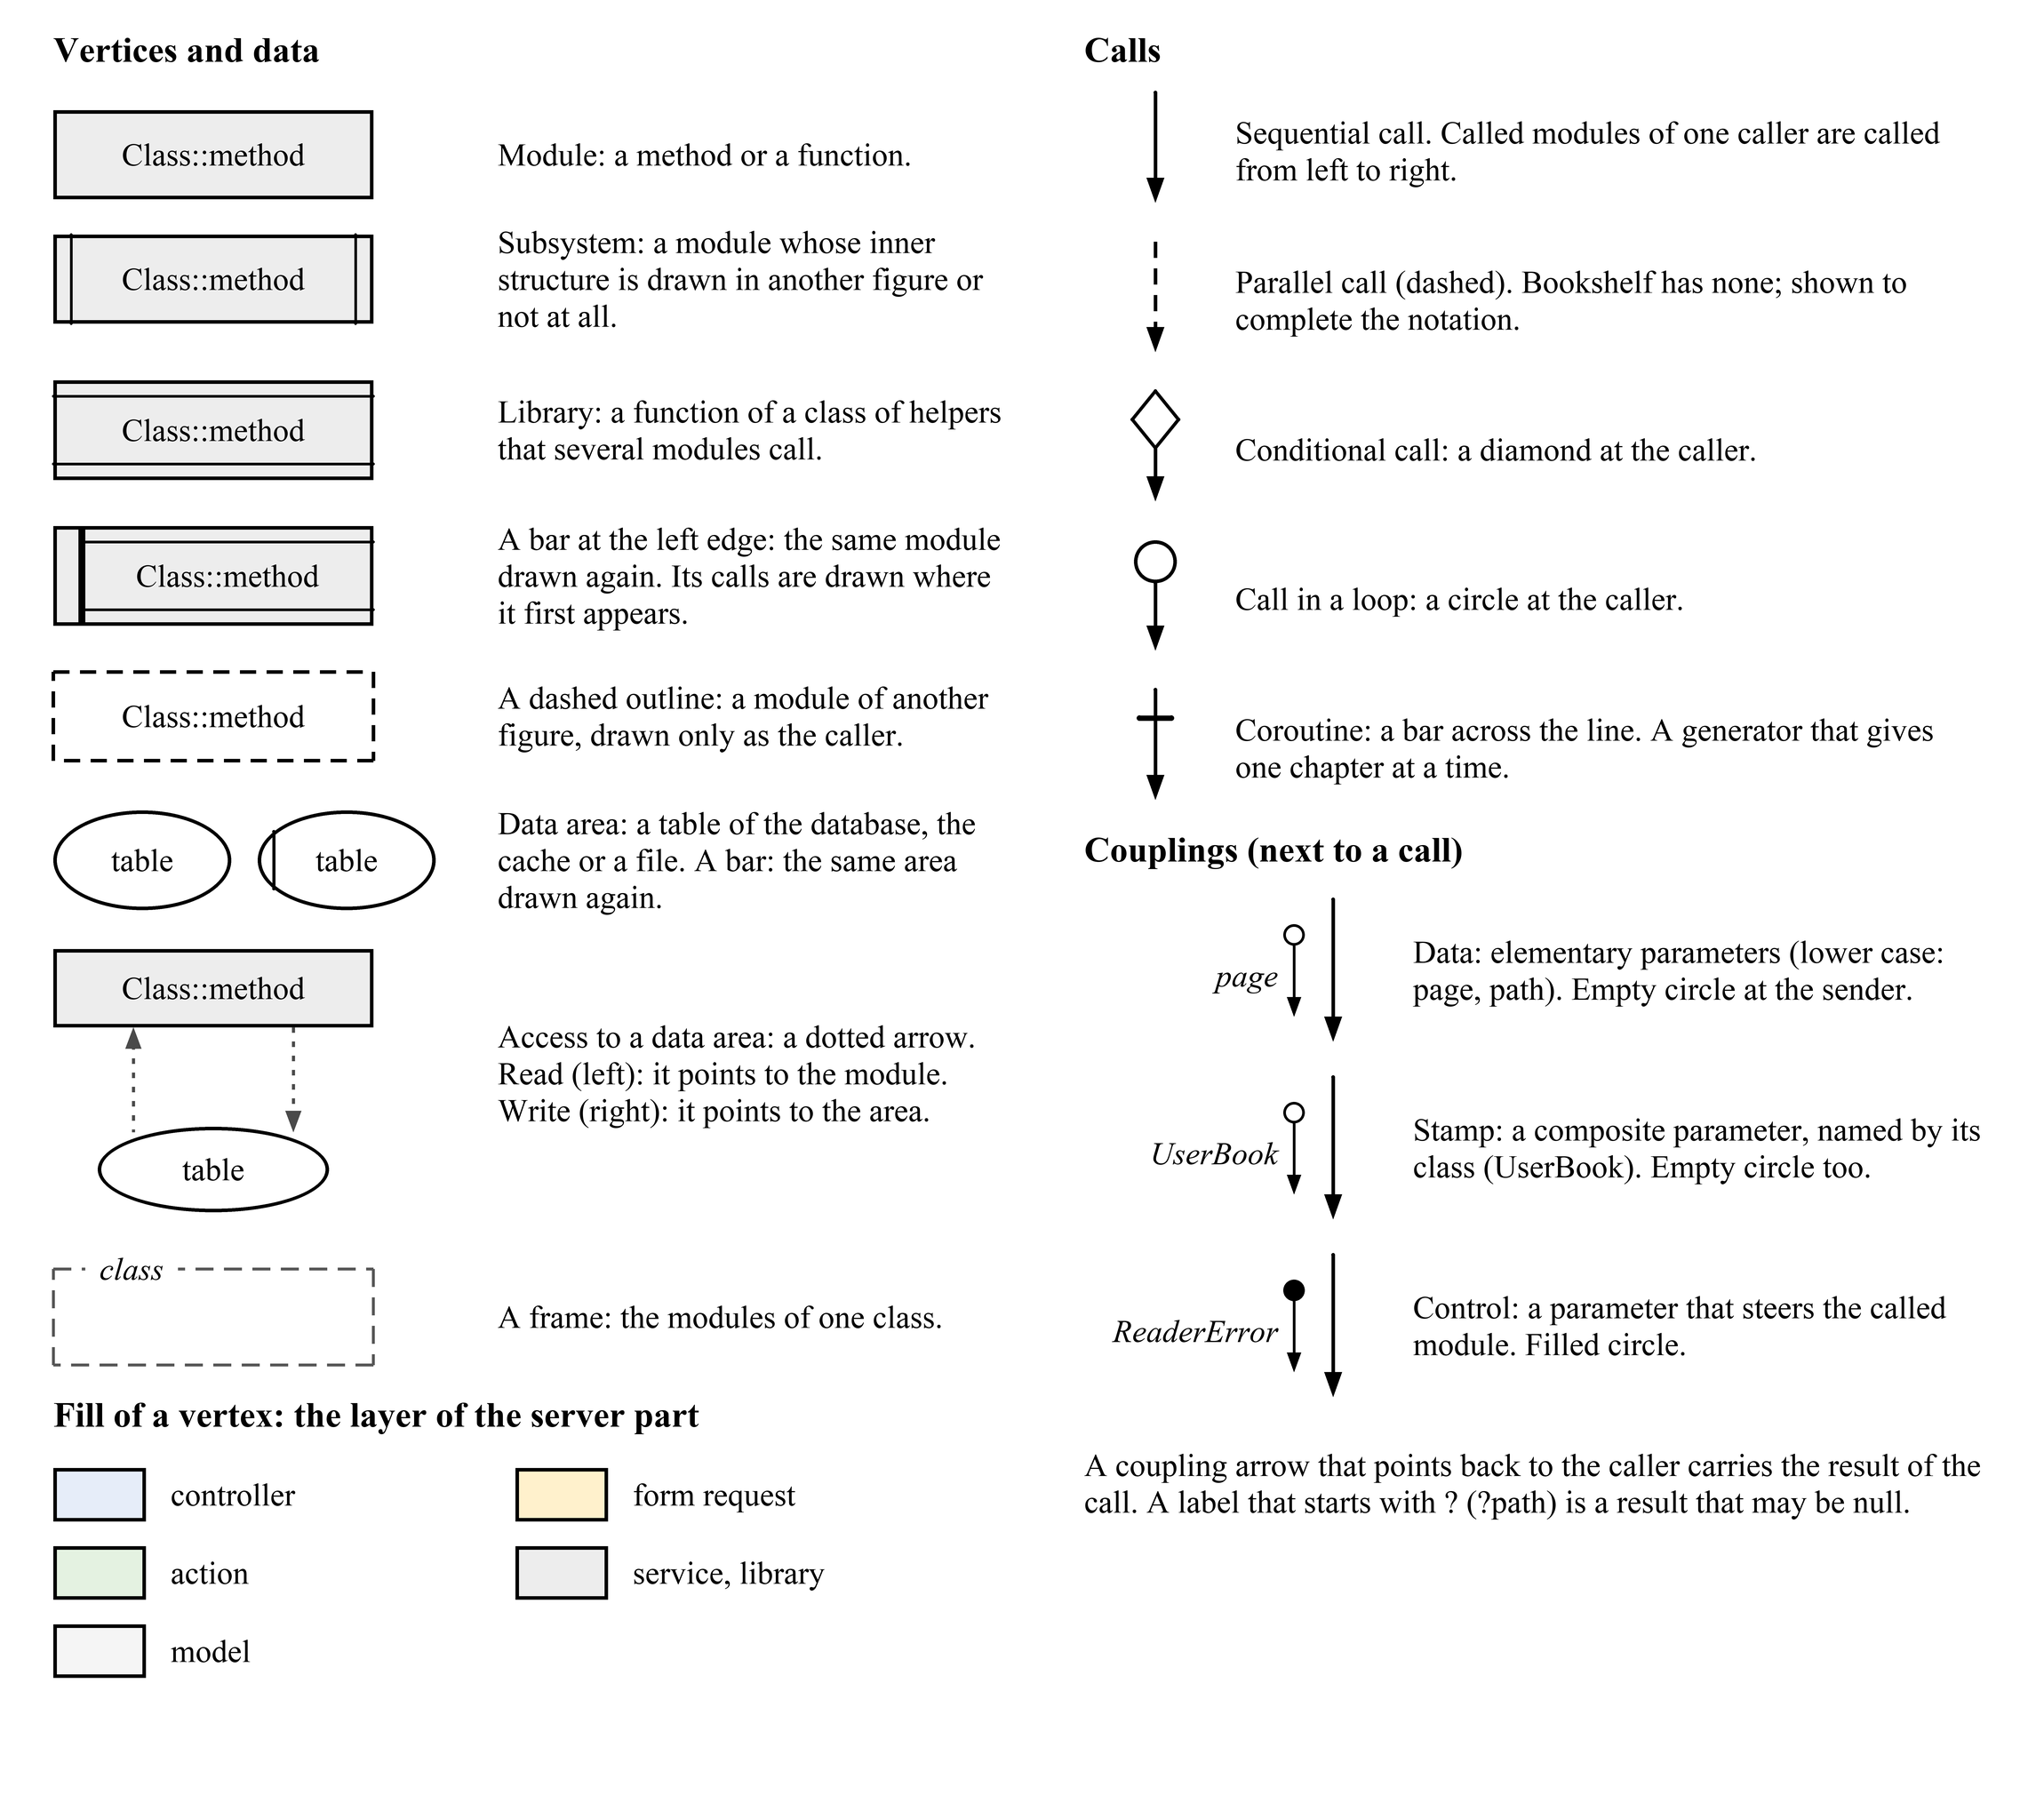 Vertices and data
Class::method
Module: a method or a function.
Class::method
Subsystem: a module whose inner
structure is drawn in another figure or
not at all.
Class::method
Library: a function of a class of helpers
that several modules call.
Class::method
A bar at the left edge: the same module
drawn again. Its calls are drawn where
it first appears.
Class::method
A dashed outline: a module of another
figure, drawn only as the caller.
table
table
Data area: a table of the database, the
cache or a file. A bar: the same area
drawn again.
Class::method
table
Access to a data area: a dotted arrow.
Read (left): it points to the module.
Write (right): it points to the area.
class
A frame: the modules of one class.
Fill of a vertex: the layer of the server part
controller
form request
action
service, library
model
Calls
Sequential call. Called modules of one caller are called
from left to right.
Parallel call (dashed). Bookshelf has none; shown to
complete the notation.
Conditional call: a diamond at the caller.
Call in a loop: a circle at the caller.
Coroutine: a bar across the line. A generator that gives
one chapter at a time.
Couplings (next to a call)
page
Data: elementary parameters (lower case:
page, path). Empty circle at the sender.
UserBook
Stamp: a composite parameter, named by its
class (UserBook). Empty circle too.
ReaderError
Control: a parameter that steers the called
module. Filled circle.
A coupling arrow that points back to the caller carries the result of the
call. A label that starts with ? (?path) is a result that may be null.